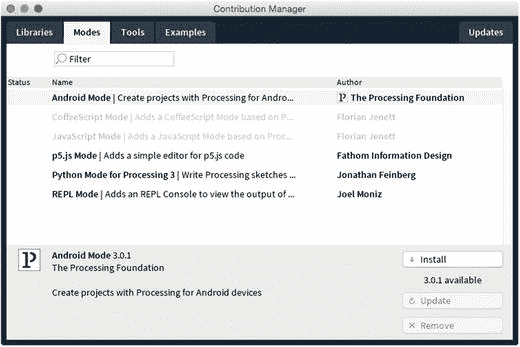 Contribution Manager
Libraries Modes Tools Examples Updates
Filter
Status Name Author
Android Mode | Create projects with Processing for Andro... The Processing Foundation
CoffeeScript Mode | Adds a CoffeeScript Mode based on P... Florian Jenett
JavaScript Mode | Adds a JavaScript Mode based on Proc... Florian Jenett
p5.js Mode | Adds a simple editor for p5.js code Fathom Information Design
Python Mode for Processing 3 | Write Processing sketches ... Jonathan Feinberg
REPL Mode | Adds an REPL Console to view the output of ... Joel Moniz
Android Mode 3.0.1
The Processing Foundation
Create projects with Processing for Android devices
Install
3.0.1 available
Update
Remove